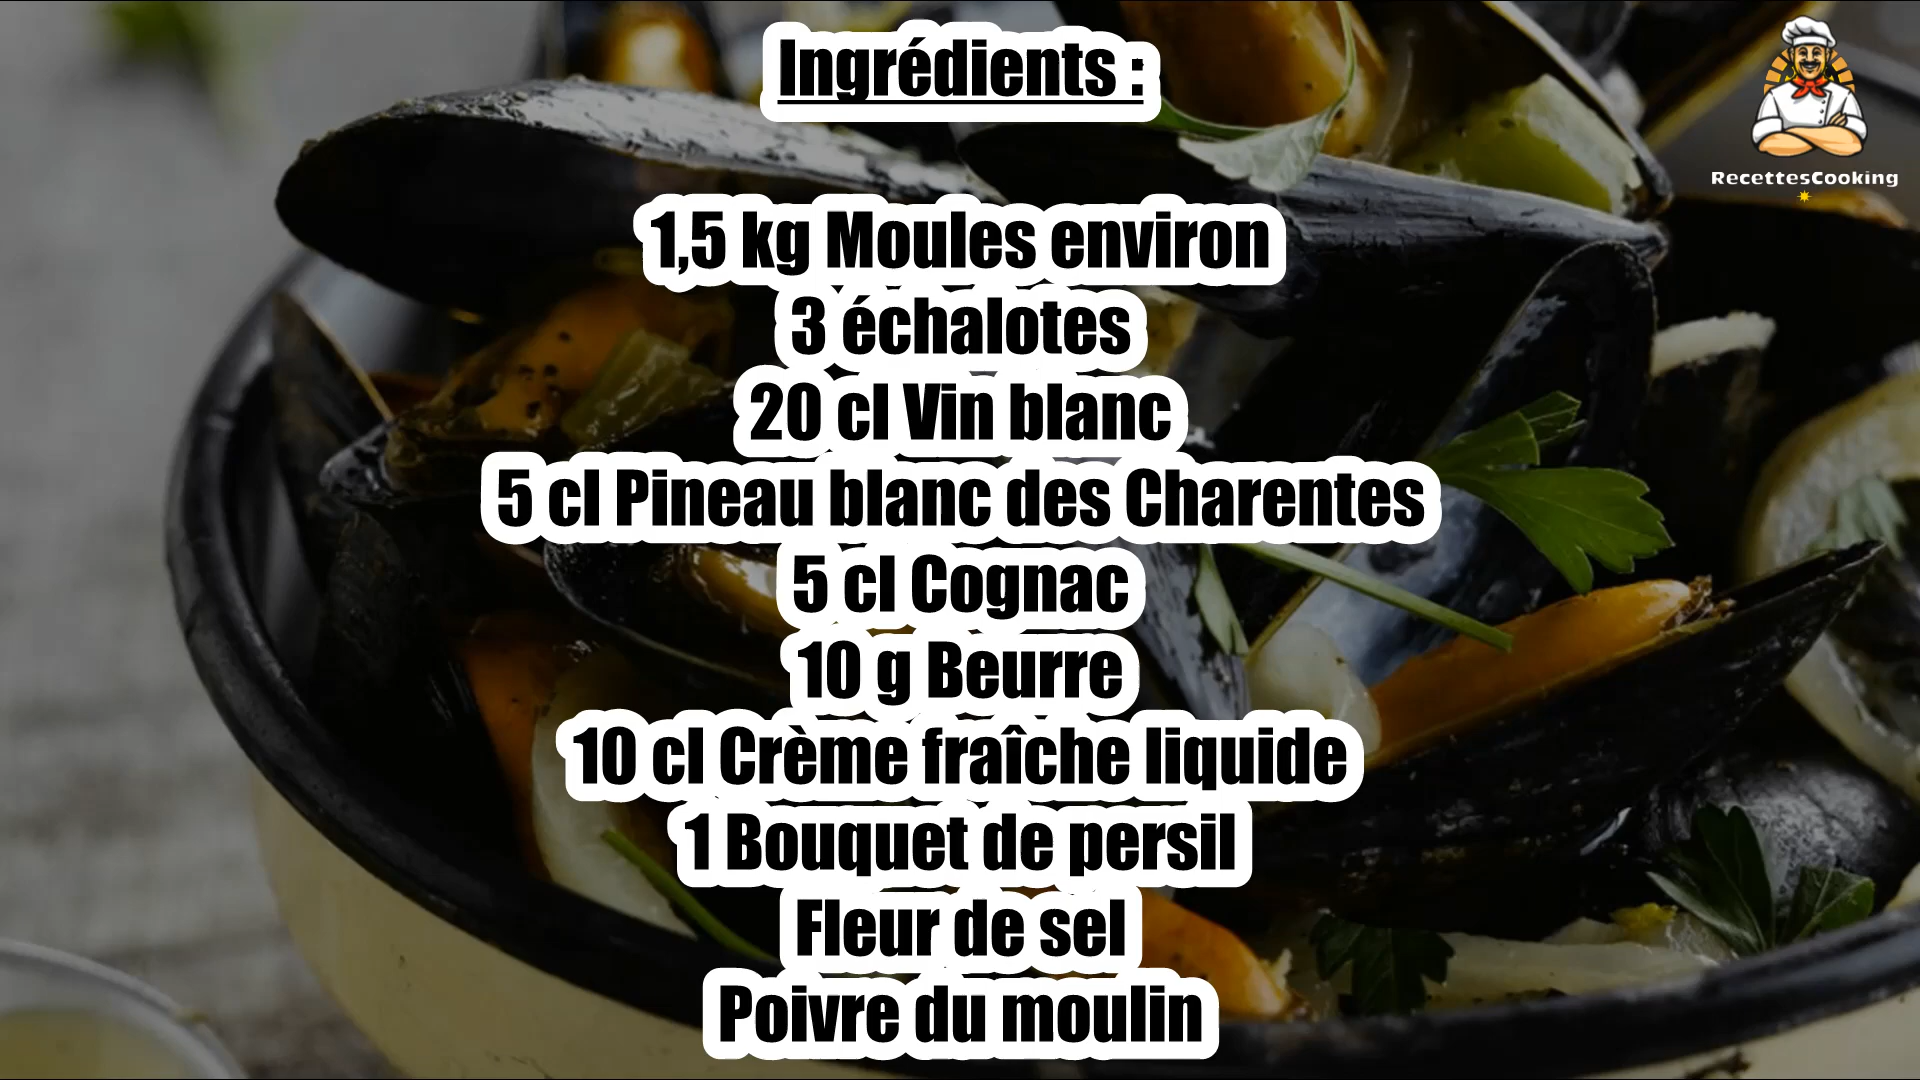 Ingrédients :
RecettesCooking
1,5 kg Moules environ
3 échalotes
20 cl Vin blanc
5 cl Pineau blanc des Charentes
5 cl Cognac
10 g Beurre
10 cl Crème fraîche liquide
1 Bouquet de persil
Fleur de sel
Poivre du moulin